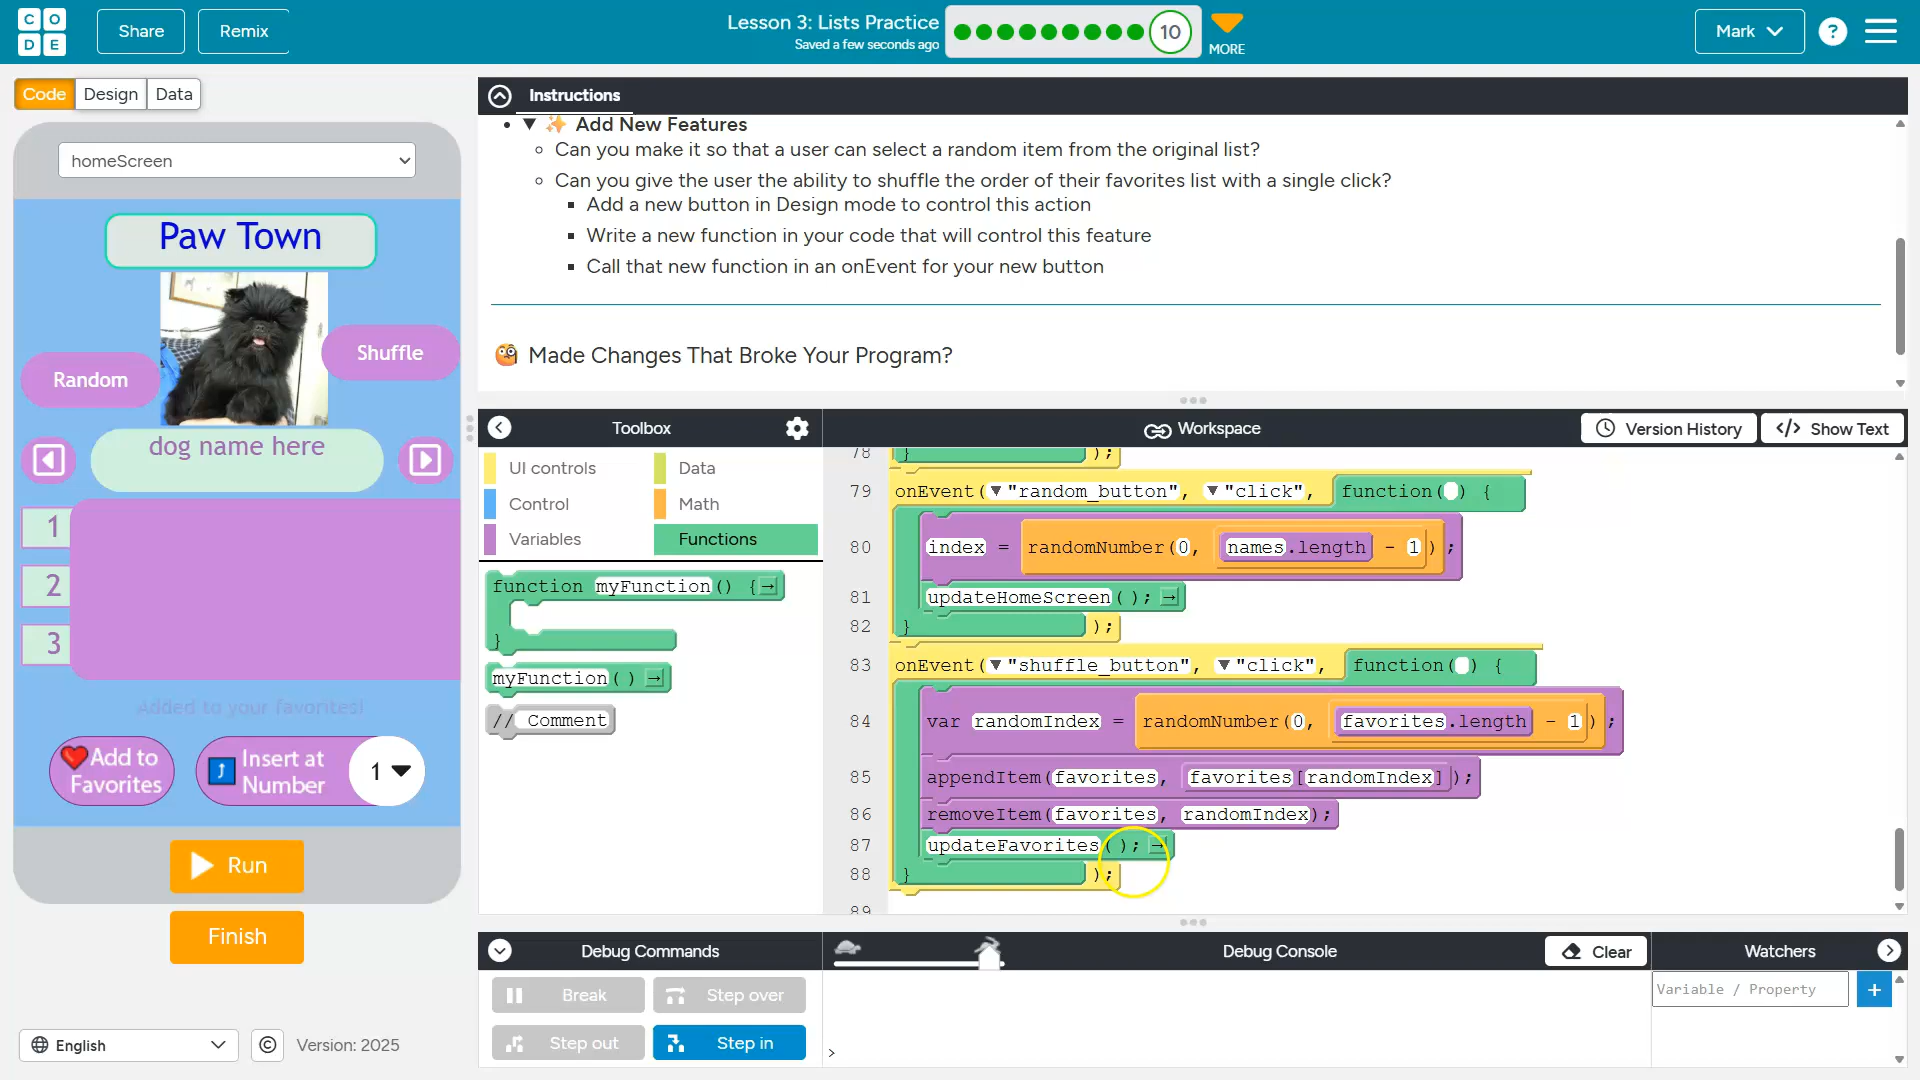 CODE
Share
Remix
Lesson 3: Lists Practice
Saved a few seconds ago
10
MORE
Mark
?
Code
Design
Data
homeScreen
Paw Town
Random
Shuffle
dog name here
1
2
3
Added to your favorites!
Add to Favorites
Insert at Number
1
Run
Finish
English
©
Version: 2025
Instructions
✨ Add New Features
Can you make it so that a user can select a random item from the original list?
Can you give the user the ability to shuffle the order of their favorites list with a single click?
Add a new button in Design mode to control this action
Write a new function in your code that will control this feature
Call that new function in an onEvent for your new button
🧐 Made Changes That Broke Your Program?
Toolbox
Workspace
Version History
</> Show Text
UI controls
Data
Control
Math
Variables
Functions
function myFunction() {
}
myFunction()
// Comment
78 } );
79 onEvent("random_button", "click", function() {
80 index = randomNumber(0, names.length - 1);
81 updateHomeScreen();
82 } );
83 onEvent("shuffle_button", "click", function() {
84 var randomIndex = randomNumber(0, favorites.length - 1);
85 appendItem(favorites, favorites[randomIndex]);
86 removeItem(favorites, randomIndex);
87 updateFavorites();
88 } );
89
Debug Commands
Debug Console
Clear
Watchers
Break
Step over
Step out
Step in
Variable / Property
+
>